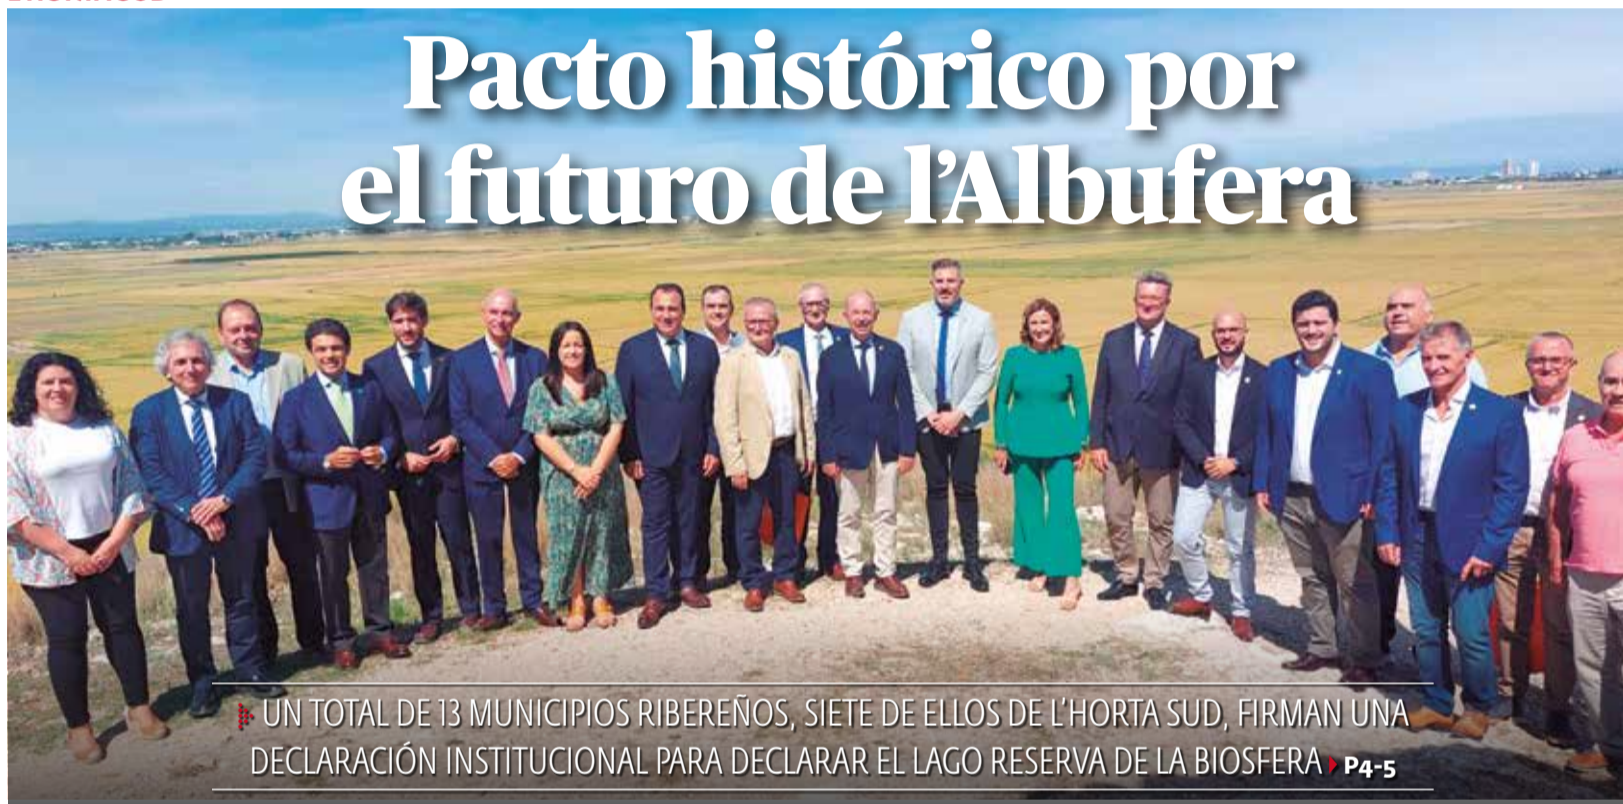 Pacto histórico por
el futuro de l'Albufera
UN TOTAL DE 13 MUNICIPIOS RIBEREÑOS, SIETE DE ELLOS DE L'HORTA SUD, FIRMAN UNA
DECLARACIÓN INSTITUCIONAL PARA DECLARAR EL LAGO RESERVA DE LA BIOSFERA P4-5